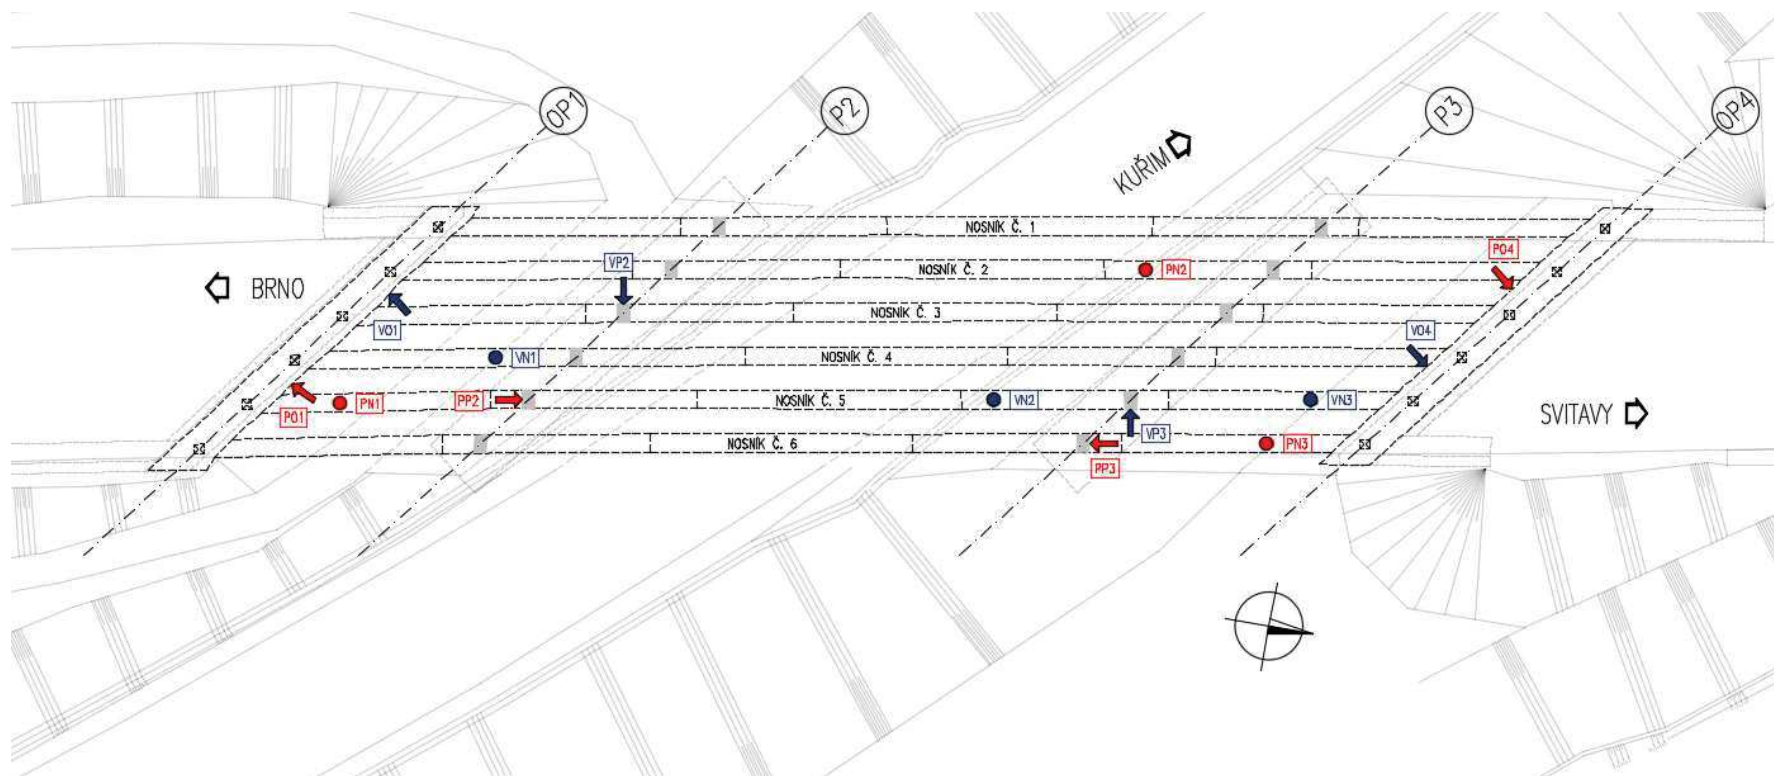 OP1
P2
P3
OP4
KUŘIM
NOSNÍK Č. 1
PO4
VP2
NOSNÍK Č. 2
PN2
BRNO
VO1
NOSNÍK Č. 3
VO4
VN1
NOSNÍK Č. 4
PO1
PN1
PP2
NOSNÍK Č. 5
VN2
VN3
SVITAVY
VP3
NOSNÍK Č. 6
PN3
PP3